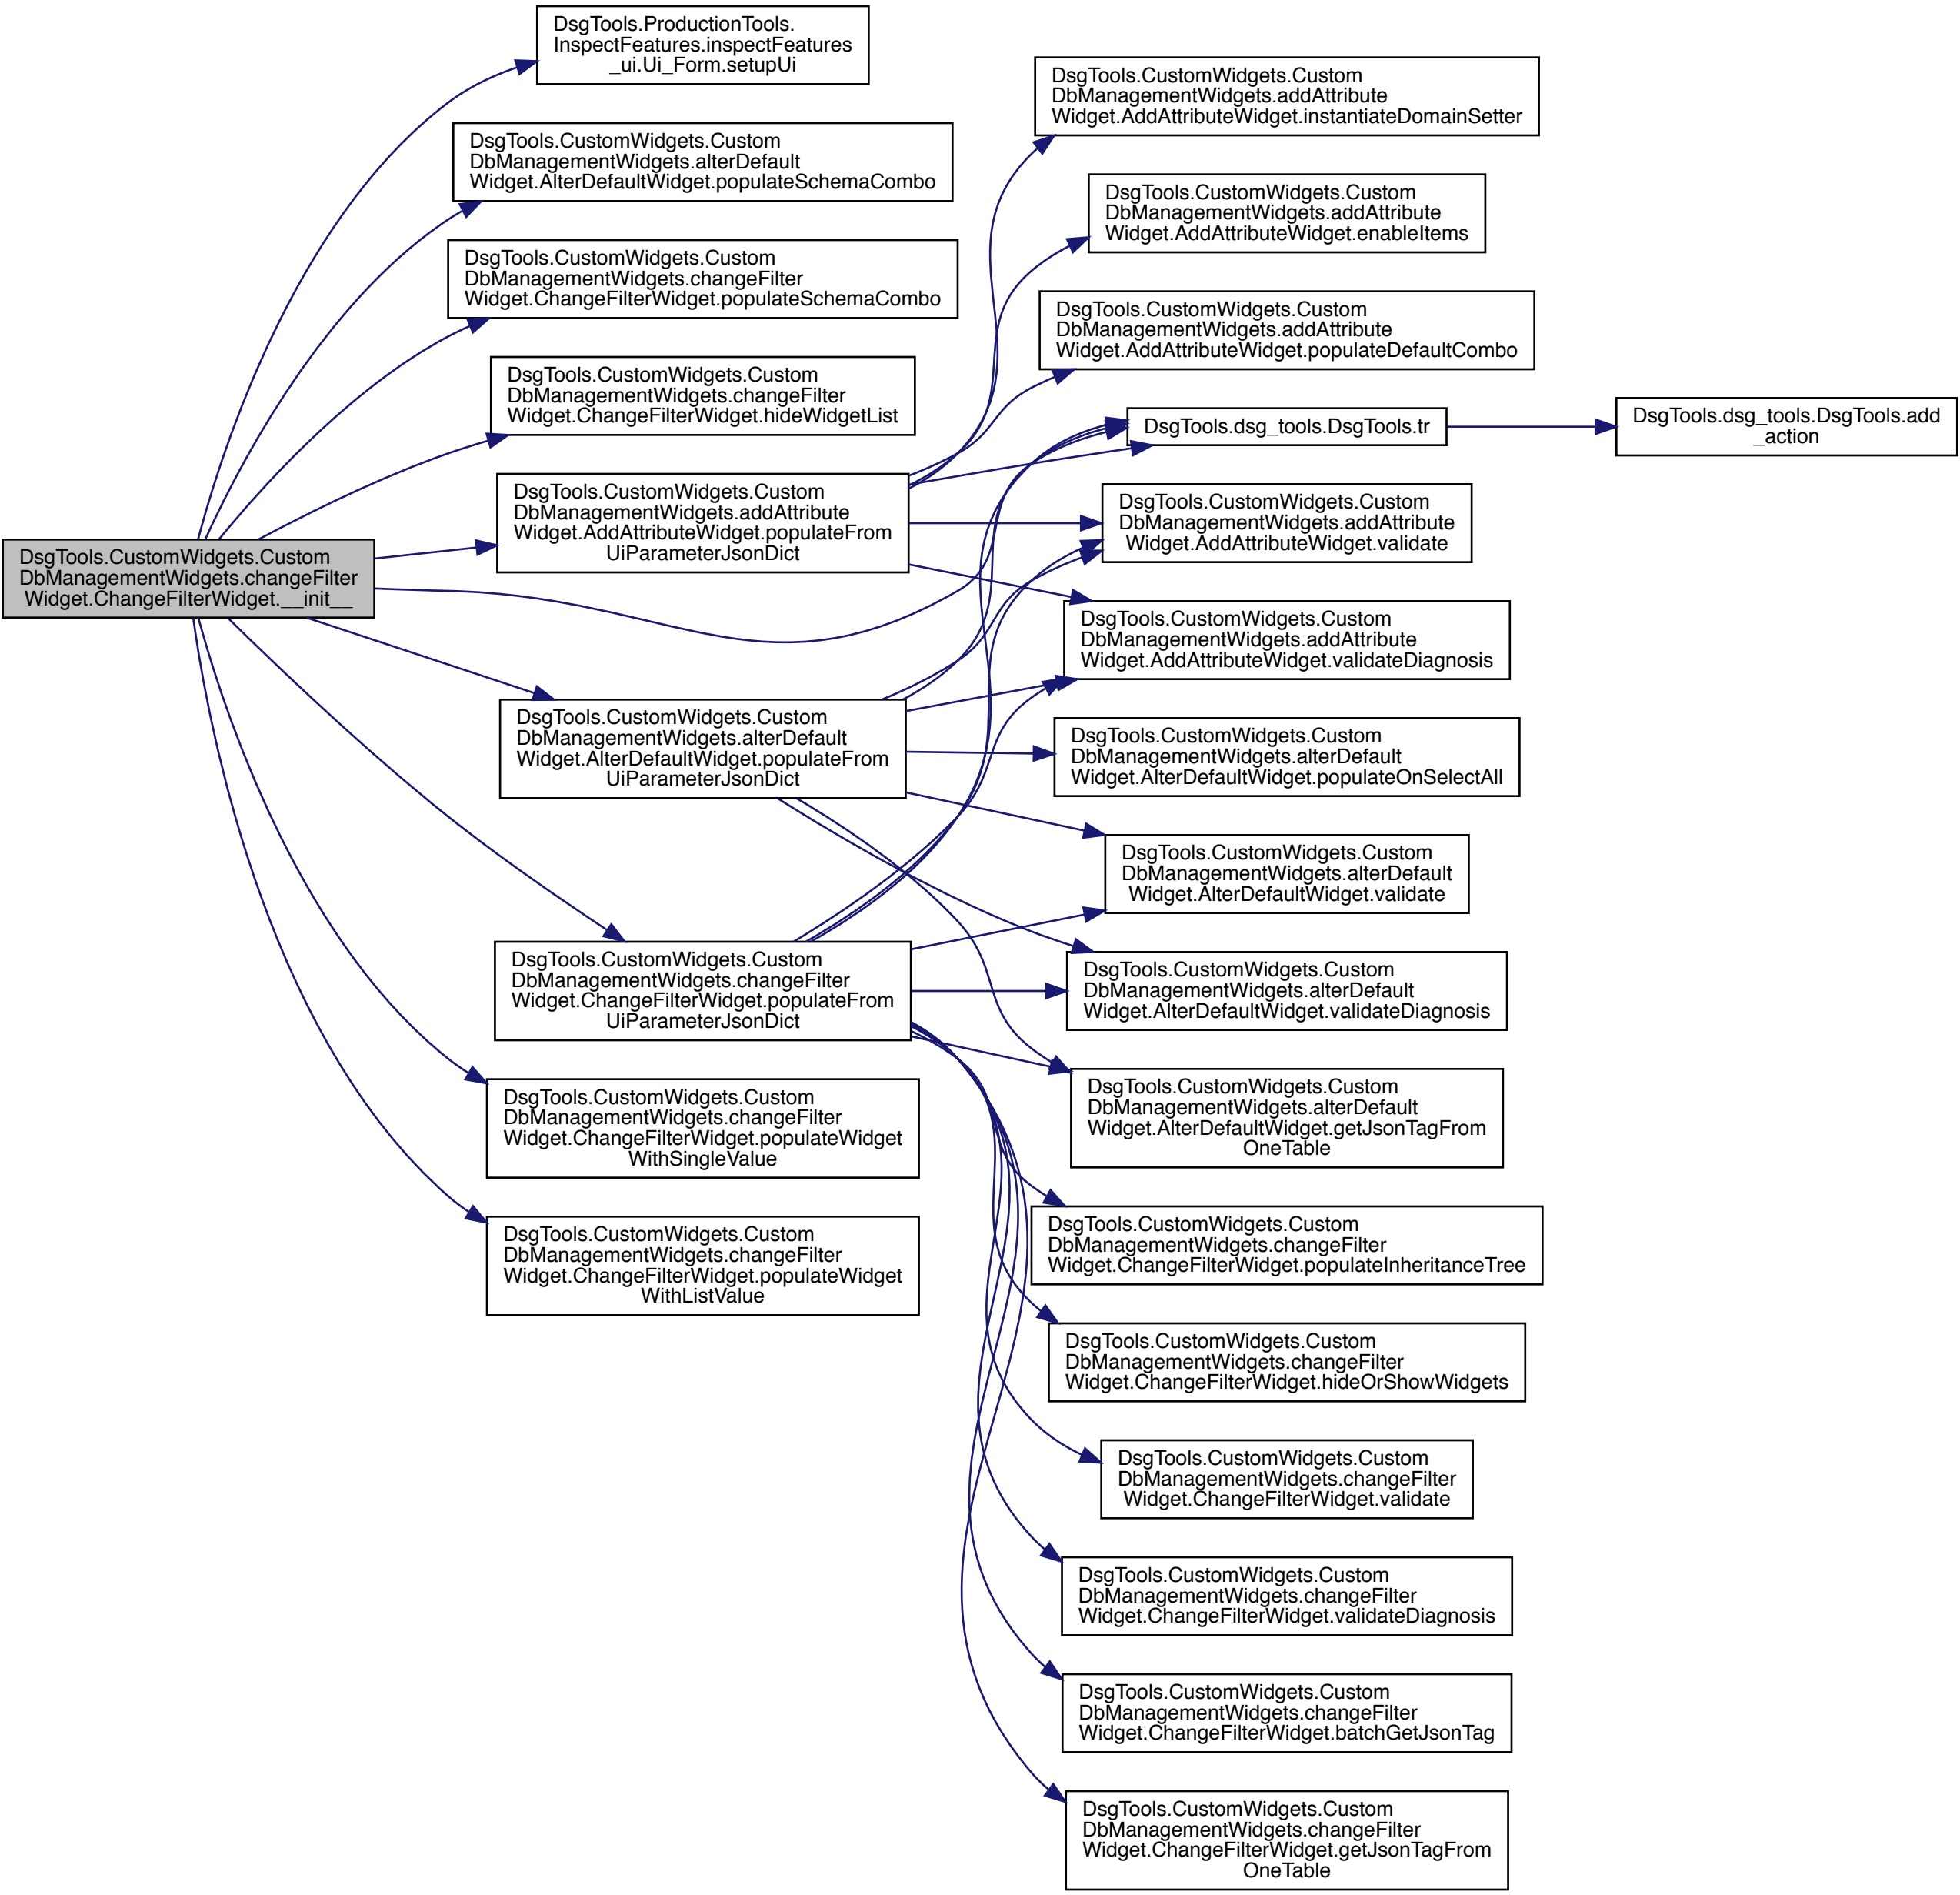 DsgTools.CustomWidgets.Custom
DbManagementWidgets.changeFilter
Widget.ChangeFilterWidget.__init__
DsgTools.ProductionTools.
InspectFeatures.inspectFeatures
_ui.Ui_Form.setupUi
DsgTools.CustomWidgets.Custom
DbManagementWidgets.alterDefault
Widget.AlterDefaultWidget.populateSchemaCombo
DsgTools.CustomWidgets.Custom
DbManagementWidgets.changeFilter
Widget.ChangeFilterWidget.populateSchemaCombo
DsgTools.CustomWidgets.Custom
DbManagementWidgets.changeFilter
Widget.ChangeFilterWidget.hideWidgetList
DsgTools.CustomWidgets.Custom
DbManagementWidgets.addAttribute
Widget.AddAttributeWidget.populateFrom
UiParameterJsonDict
DsgTools.CustomWidgets.Custom
DbManagementWidgets.alterDefault
Widget.AlterDefaultWidget.populateFrom
UiParameterJsonDict
DsgTools.CustomWidgets.Custom
DbManagementWidgets.changeFilter
Widget.ChangeFilterWidget.populateFrom
UiParameterJsonDict
DsgTools.CustomWidgets.Custom
DbManagementWidgets.changeFilter
Widget.ChangeFilterWidget.populateWidget
WithSingleValue
DsgTools.CustomWidgets.Custom
DbManagementWidgets.changeFilter
Widget.ChangeFilterWidget.populateWidget
WithListValue
DsgTools.CustomWidgets.Custom
DbManagementWidgets.addAttribute
Widget.AddAttributeWidget.instantiateDomainSetter
DsgTools.CustomWidgets.Custom
DbManagementWidgets.addAttribute
Widget.AddAttributeWidget.enableItems
DsgTools.CustomWidgets.Custom
DbManagementWidgets.addAttribute
Widget.AddAttributeWidget.populateDefaultCombo
DsgTools.dsg_tools.DsgTools.tr
DsgTools.CustomWidgets.Custom
DbManagementWidgets.addAttribute
Widget.AddAttributeWidget.validate
DsgTools.CustomWidgets.Custom
DbManagementWidgets.addAttribute
Widget.AddAttributeWidget.validateDiagnosis
DsgTools.CustomWidgets.Custom
DbManagementWidgets.alterDefault
Widget.AlterDefaultWidget.populateOnSelectAll
DsgTools.CustomWidgets.Custom
DbManagementWidgets.alterDefault
Widget.AlterDefaultWidget.validate
DsgTools.CustomWidgets.Custom
DbManagementWidgets.alterDefault
Widget.AlterDefaultWidget.validateDiagnosis
DsgTools.CustomWidgets.Custom
DbManagementWidgets.alterDefault
Widget.AlterDefaultWidget.getJsonTagFrom
OneTable
DsgTools.CustomWidgets.Custom
DbManagementWidgets.changeFilter
Widget.ChangeFilterWidget.populateInheritanceTree
DsgTools.CustomWidgets.Custom
DbManagementWidgets.changeFilter
Widget.ChangeFilterWidget.hideOrShowWidgets
DsgTools.CustomWidgets.Custom
DbManagementWidgets.changeFilter
Widget.ChangeFilterWidget.validate
DsgTools.CustomWidgets.Custom
DbManagementWidgets.changeFilter
Widget.ChangeFilterWidget.validateDiagnosis
DsgTools.CustomWidgets.Custom
DbManagementWidgets.changeFilter
Widget.ChangeFilterWidget.batchGetJsonTag
DsgTools.CustomWidgets.Custom
DbManagementWidgets.changeFilter
Widget.ChangeFilterWidget.getJsonTagFrom
OneTable
DsgTools.dsg_tools.DsgTools.add
_action